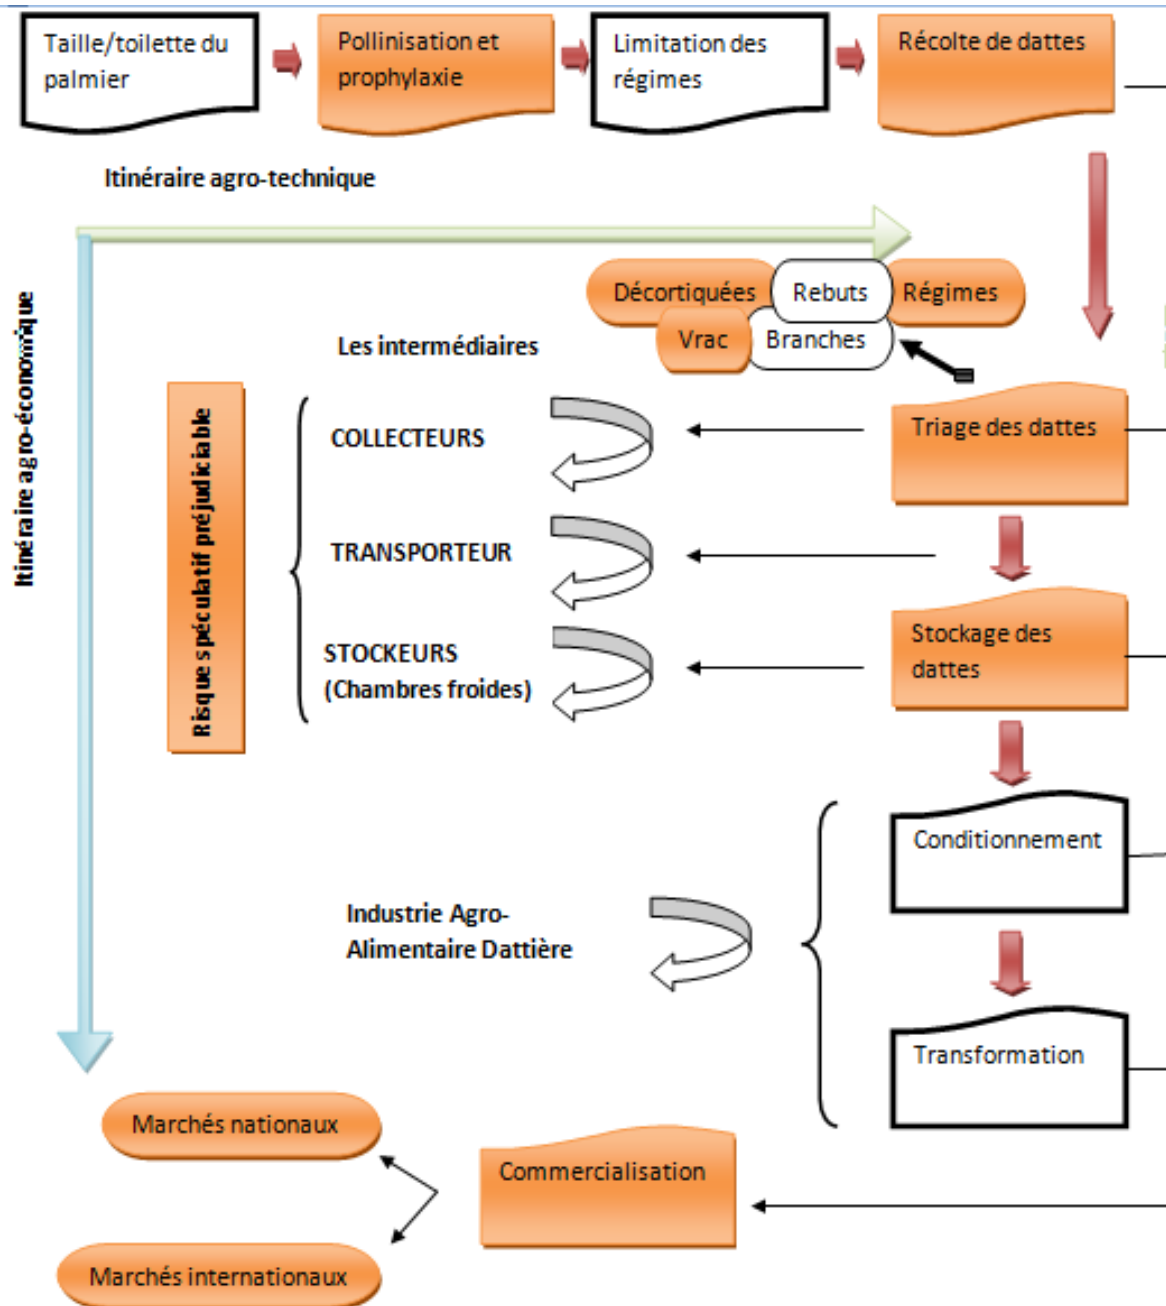 Taille/toilette du
palmier
Pollinisation et
prophylaxie
Limitation des
régimes
Récolte de dattes
Itinéraire agro-technique
Itinéraire agro-économique
Décortiquées
Rebuts
Régimes
Vrac
Branches
Les intermédiaires
Risque spéculatif préjudiciable
COLLECTEURS
Triage des dattes
TRANSPORTEUR
STOCKEURS
(Chambres froides)
Stockage des
dattes
Conditionnement
Industrie Agro-
Alimentaire Dattière
Transformation
Marchés nationaux
Commercialisation
Marchés internationaux